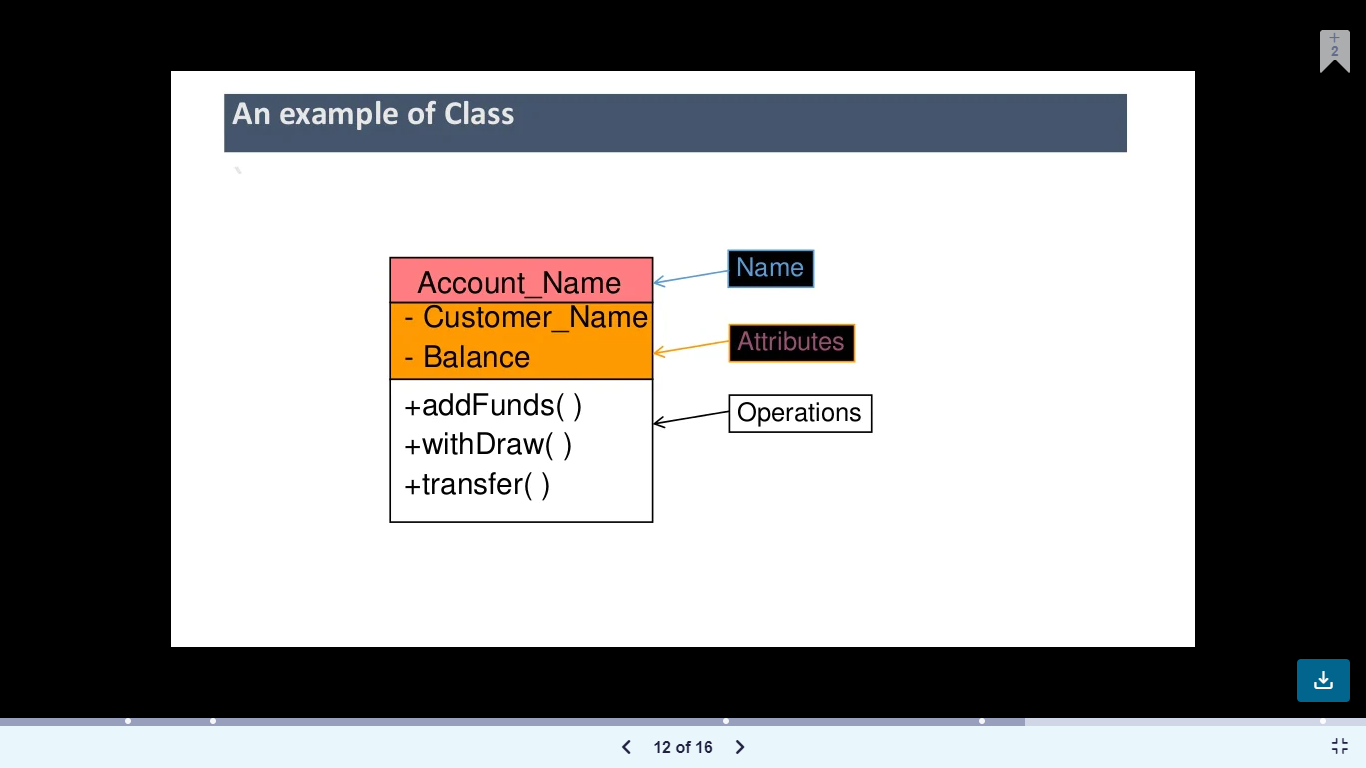 +
2
An example of Class
`
Account_Name
- Customer_Name
- Balance
+addFunds( )
+withDraw( )
+transfer( )
Name
Attributes
Operations
12 of 16